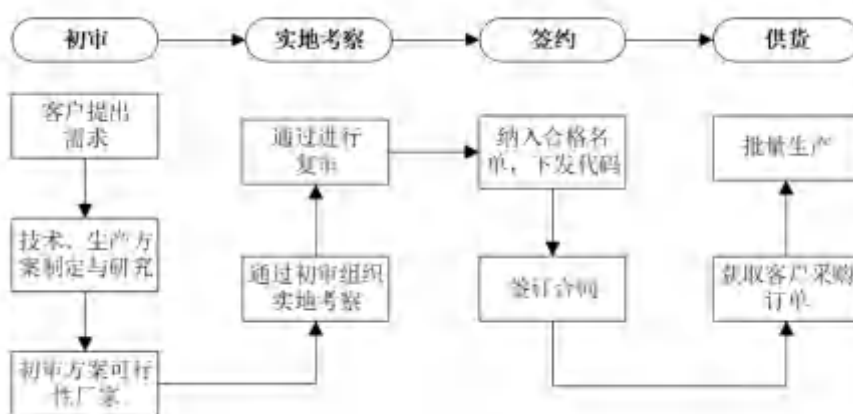 初审
实地考察
签约
供货
客户提出
需求
技术、生产方
案制定与研究
初审方案可行
性厂家
通过进行
复审
通过初审组织
实地考察
纳入合格名
单，下发代码
签订合同
批量生产
获取客户采购
订单